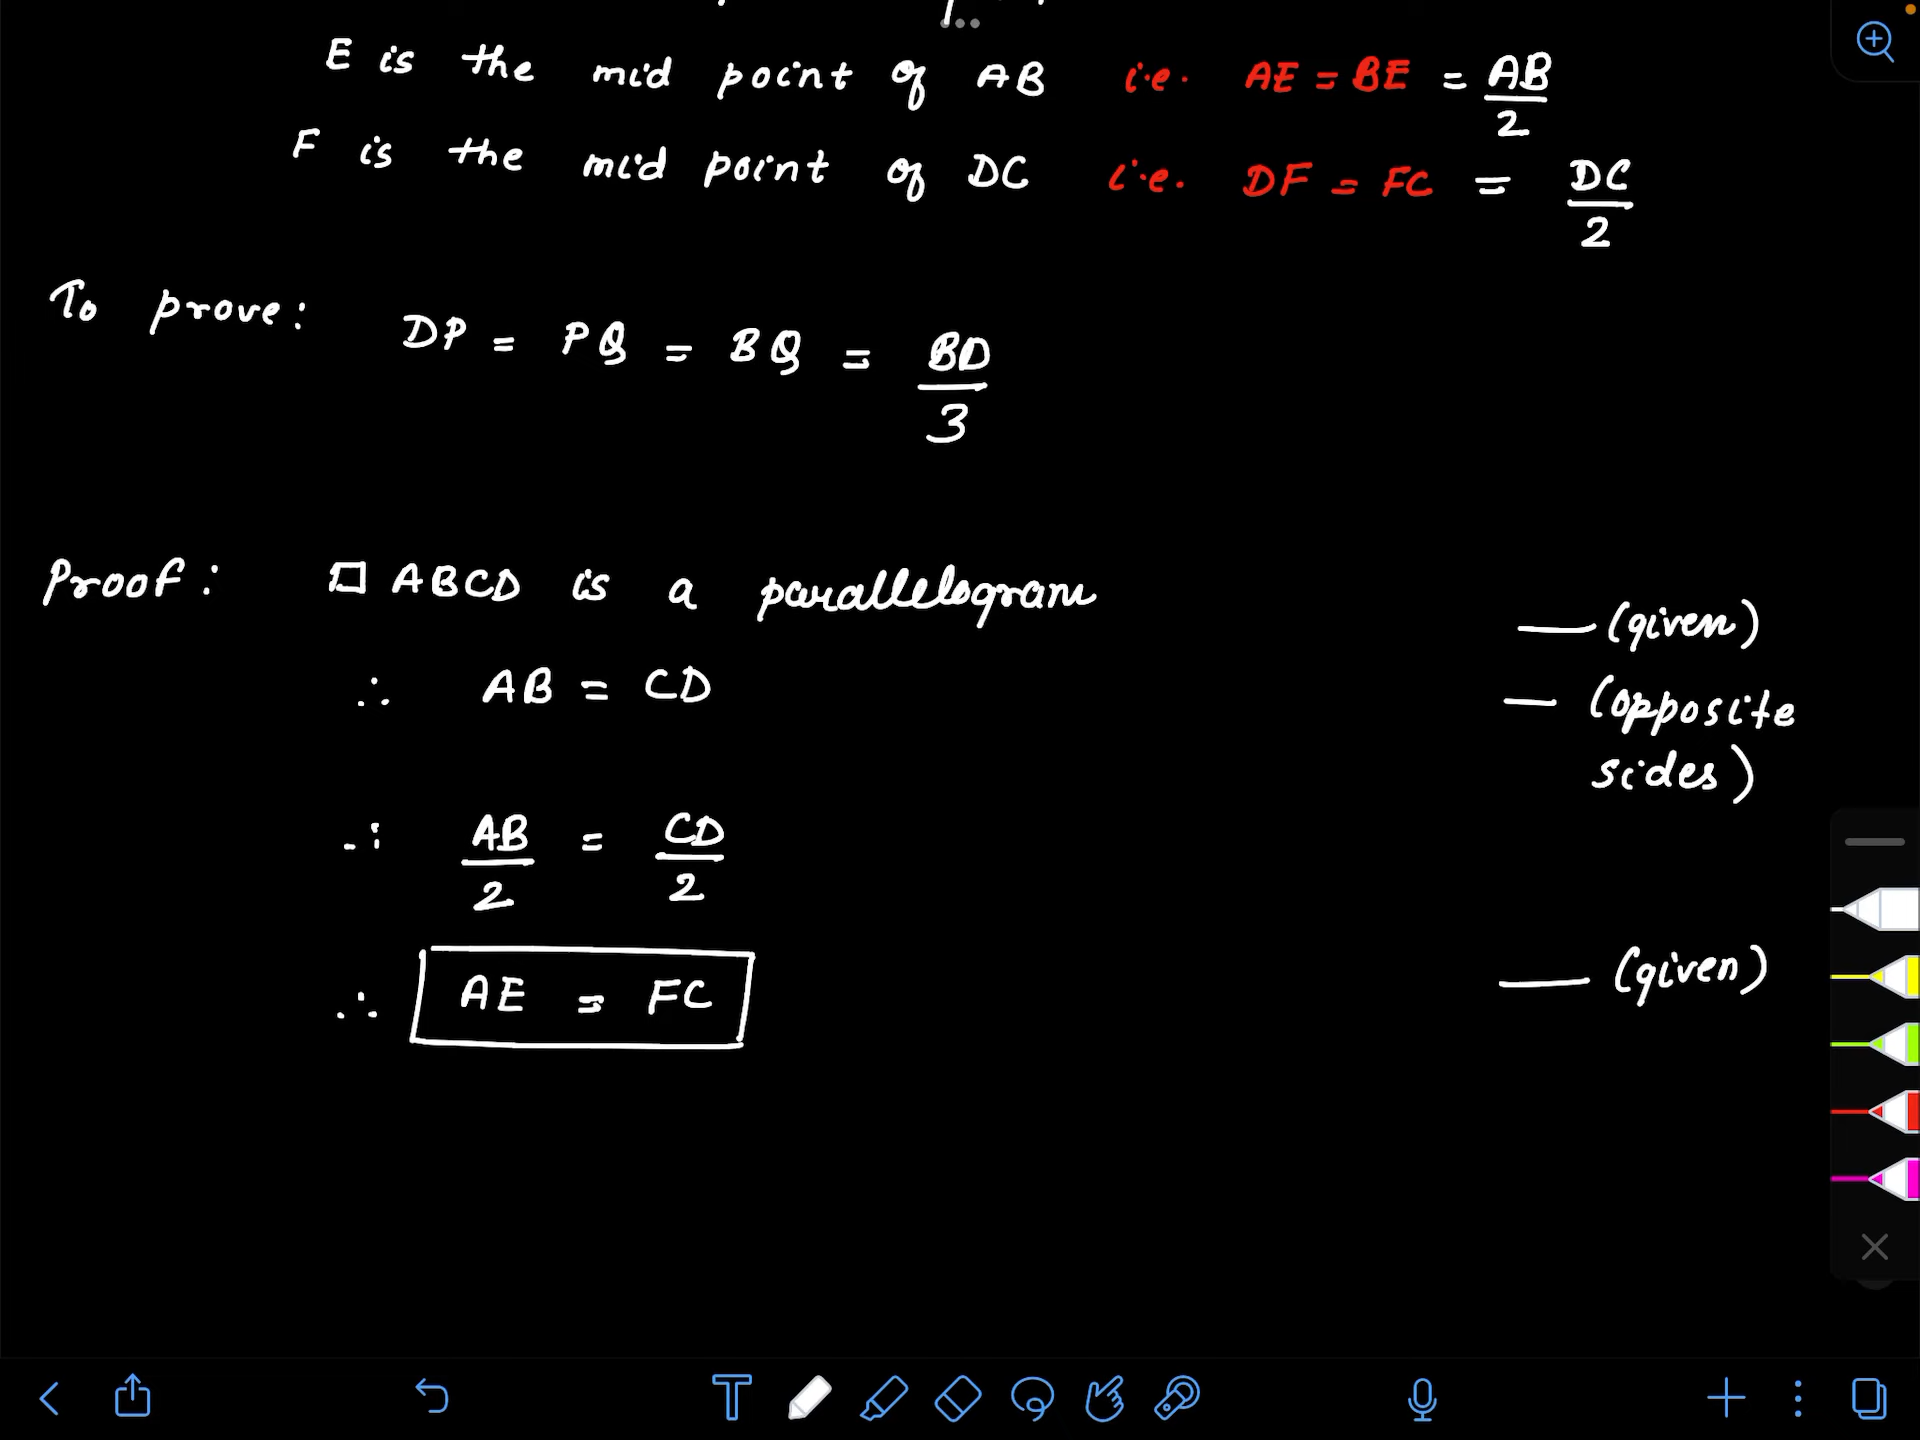 E is the mid point of AB i.e. AE = BE = AB/2
F is the mid point of DC i.e. DF = FC = DC/2
To prove: DP = PQ = BQ = BD/3
Proof: □ ABCD is a parallelogram — (given)
∴ AB = CD — (opposite
sides)
∴ AB/2 = CD/2
∴ AE = FC — (given)